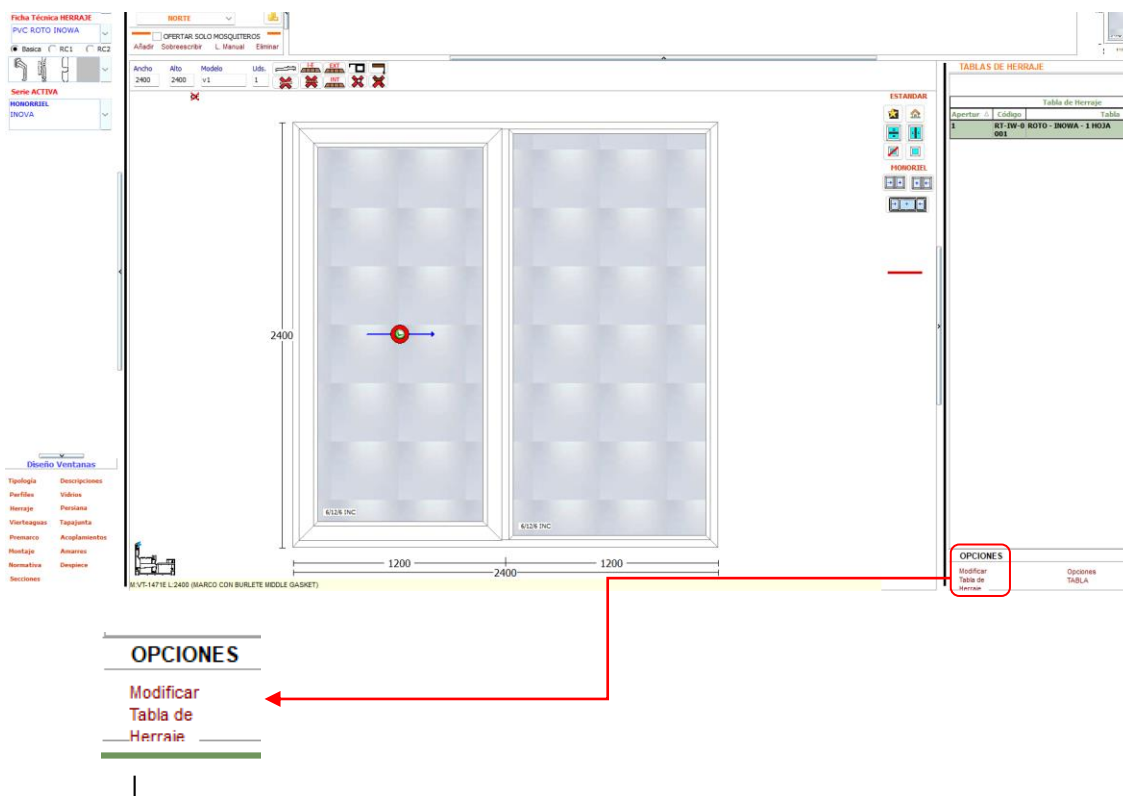 Ficha Técnica HERRAJE
PVC ROTO INOWA
Basica RC1 RC2
Serie ACTIVA
MONORRIEL
INOVA
NORTE
OFERTAR SOLO MOSQUITEROS
Añadir Sobreescribir L. Manual Eliminar
Ancho Alto Modelo Uds.
2400 2400 v1 1
I-E EXT
INT
ESTANDAR
MONORIEL
TABLAS DE HERRAJE
Tabla de Herraje
Apertur Código Tabla
1 RT-IW-0 ROTO - INOWA - 1 HOJA
001
2400
6/12/6 INC
6/12/6 INC
1200 1200
2400
M:VT-1471E L:2400 (MARCO CON BURLETE MIDDLE GASKET)
Diseño Ventanas
Tipología Descripciones
Perfiles Vidrios
Herraje Persiana
Vierteaguas Tapajunta
Premarco Acoplamientos
Montaje Amarres
Normativa Despiece
Secciones
OPCIONES
Modificar
Tabla de
Herraje
Opciones
TABLA
OPCIONES
Modificar
Tabla de
Herraje